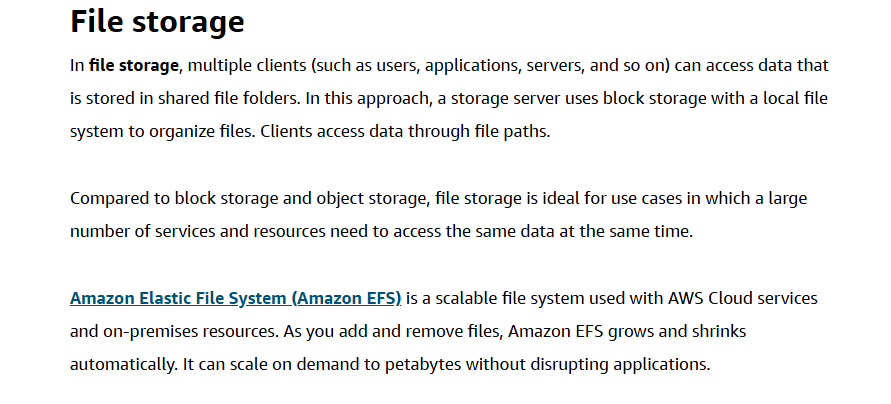 File storage
In file storage, multiple clients (such as users, applications, servers, and so on) can access data that
is stored in shared file folders. In this approach, a storage server uses block storage with a local file
system to organize files. Clients access data through file paths.
Compared to block storage and object storage, file storage is ideal for use cases in which a large
number of services and resources need to access the same data at the same time.
Amazon Elastic File System (Amazon EFS) is a scalable file system used with AWS Cloud services
and on-premises resources. As you add and remove files, Amazon EFS grows and shrinks
automatically. It can scale on demand to petabytes without disrupting applications.